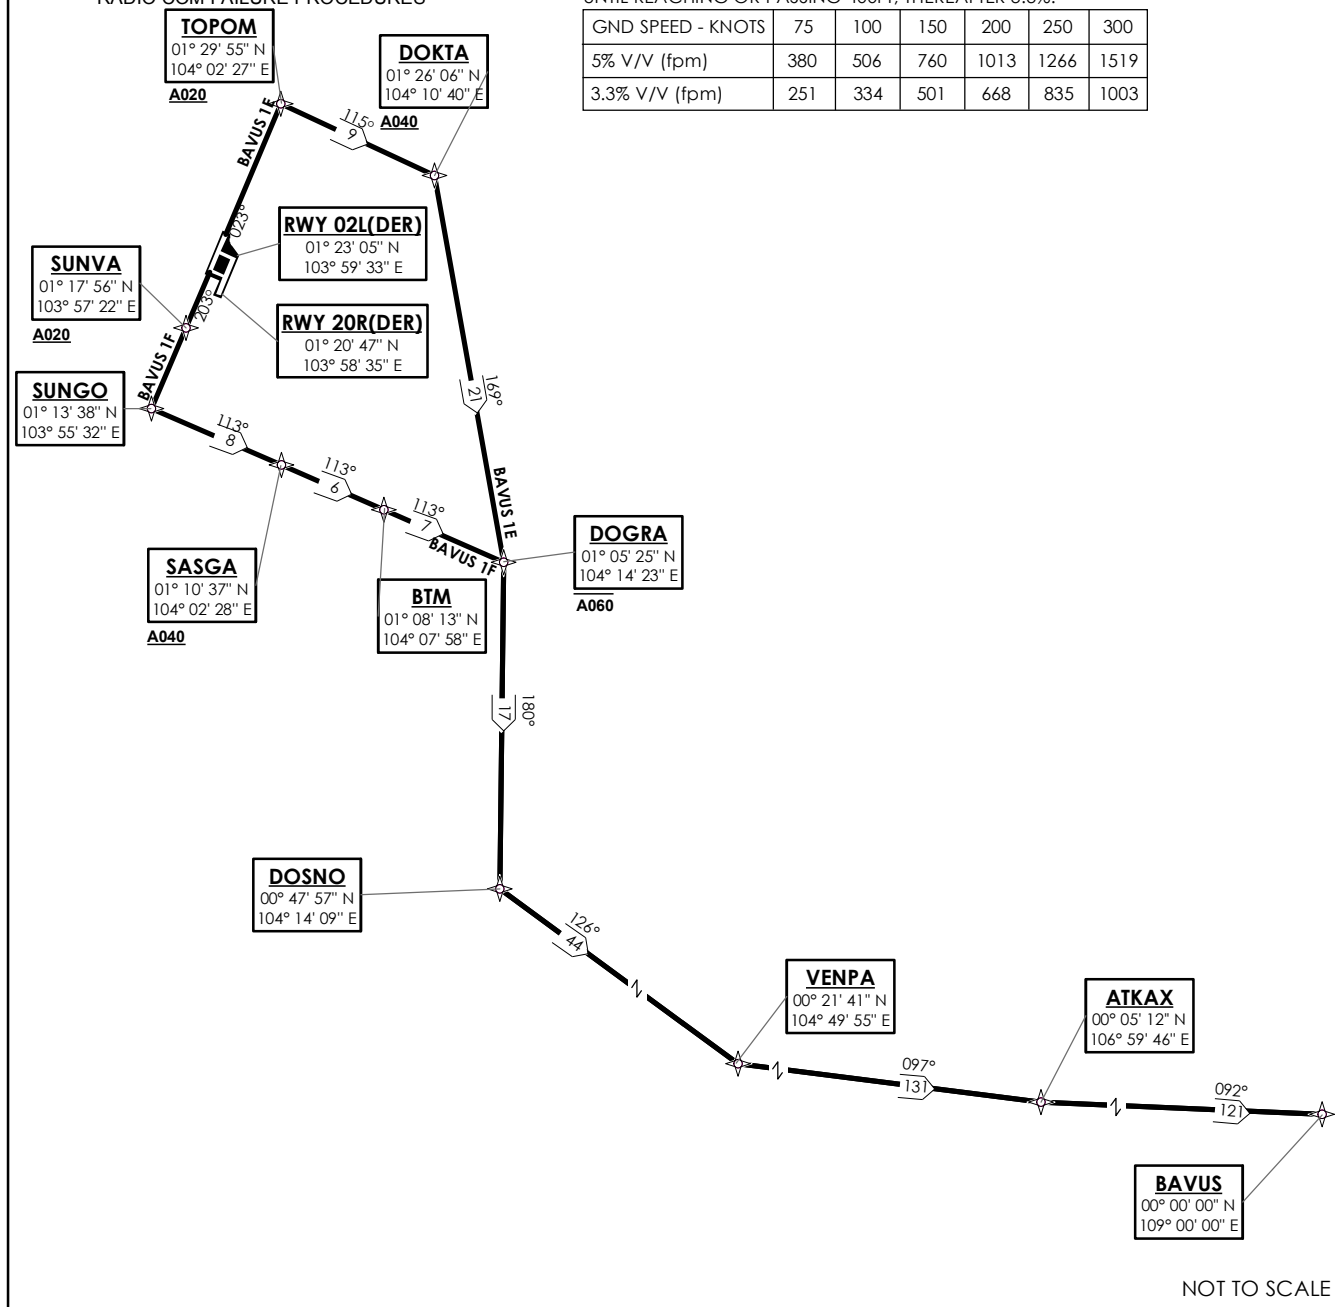 TOPOM
01° 29' 55" N
104° 02' 27" E
A020
DOKTA
01° 26' 06" N
104° 10' 40" E
A040
GND SPEED - KNOTS 75 100 150 200 250 300
5% V/V (fpm) 380 506 760 1013 1266 1519
3.3% V/V (fpm) 251 334 501 668 835 1003
115°
9
BAVUS 1E
023°
RWY 02L(DER)
01° 23' 05" N
103° 59' 33" E
SUNVA
01° 17' 56" N
103° 57' 22" E
A020
203°
RWY 20R(DER)
01° 20' 47" N
103° 58' 35" E
BAVUS 1F
SUNGO
01° 13' 38" N
103° 55' 32" E
169°
21
BAVUS 1E
113°
8
113°
6
113°
7
BAVUS 1F
DOGRA
01° 05' 25" N
104° 14' 23" E
A060
SASGA
01° 10' 37" N
104° 02' 28" E
A040
BTM
01° 08' 13" N
104° 07' 58" E
180°
17
DOSNO
00° 47' 57" N
104° 14' 09" E
126°
44
VENPA
00° 21' 41" N
104° 49' 55" E
ATKAX
00° 05' 12" N
106° 59' 46" E
097°
131
092°
121
BAVUS
00° 00' 00" N
109° 00' 00" E
NOT TO SCALE